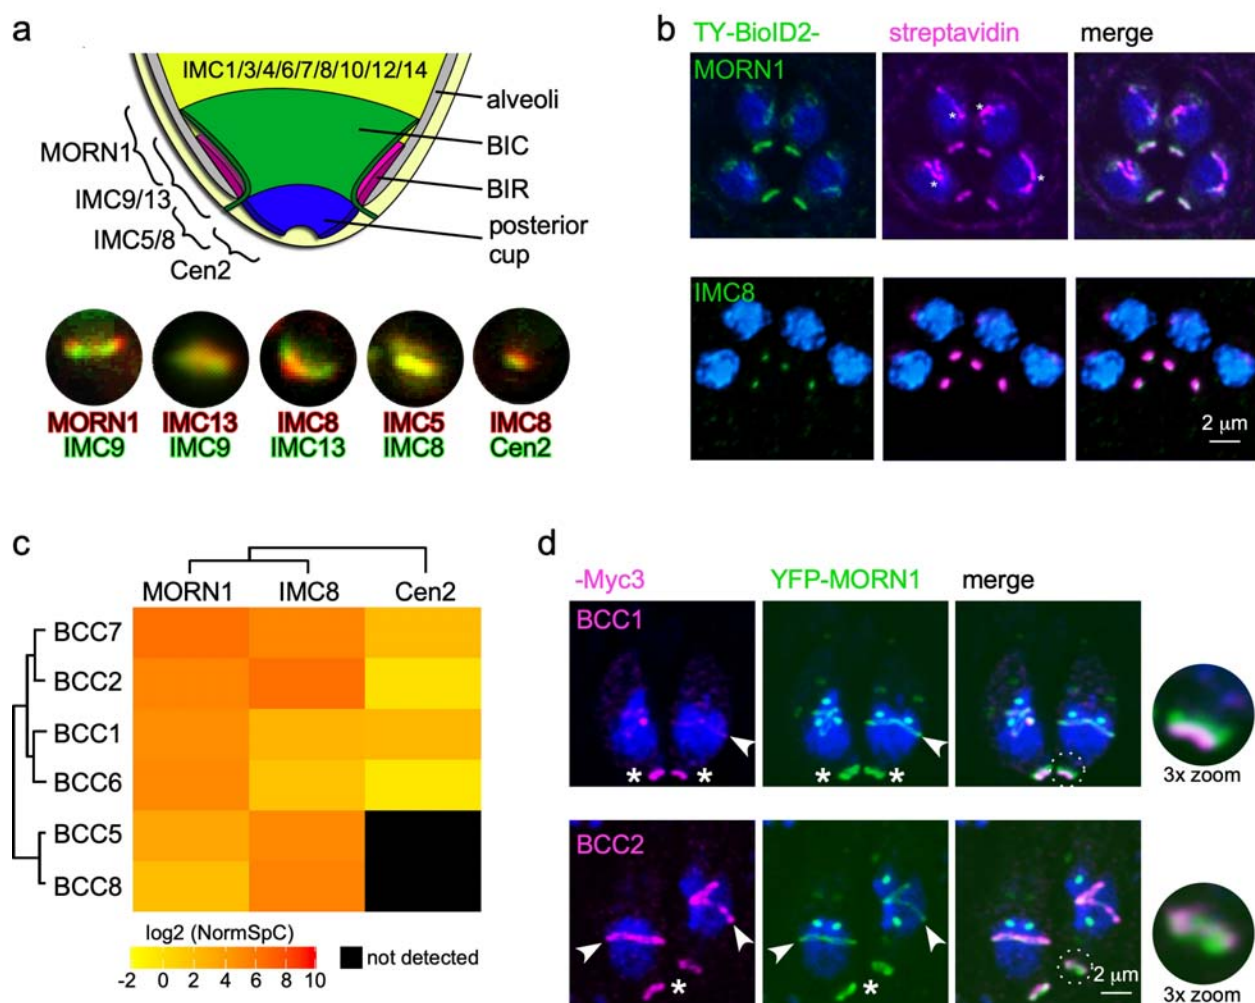 a
IMC1/3/4/6/7/8/10/12/14
alveoli
BIC
BIR
posterior
cup
MORN1
IMC9/13
IMC5/8
Cen2
MORN1
IMC9
IMC13
IMC9
IMC8
IMC13
IMC5
IMC8
IMC8
Cen2
b
TY-BioID2-
streptavidin
merge
MORN1
* * * *
IMC8
2 μm
c
MORN1 IMC8 Cen2
BCC7
BCC2
BCC1
BCC6
BCC5
BCC8
log2 (NormSpC)
-2 0 2 4 6 8 10
not detected
d
-Myc3
YFP-MORN1
merge
BCC1
* *
* *
3x zoom
BCC2
*
*
2 μm
3x zoom